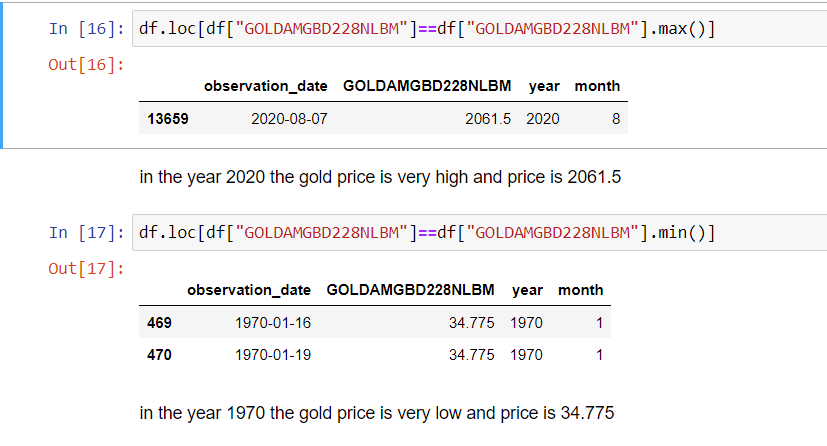 In [16]: df.loc[df["GOLDAMGBD228NLBM"]==df["GOLDAMGBD228NLBM"].max()]
Out[16]:
observation_date GOLDAMGBD228NLBM year month
13659 2020-08-07 2061.5 2020 8
in the year 2020 the gold price is very high and price is 2061.5
In [17]: df.loc[df["GOLDAMGBD228NLBM"]==df["GOLDAMGBD228NLBM"].min()]
Out[17]:
observation_date GOLDAMGBD228NLBM year month
469 1970-01-16 34.775 1970 1
470 1970-01-19 34.775 1970 1
in the year 1970 the gold price is very low and price is 34.775